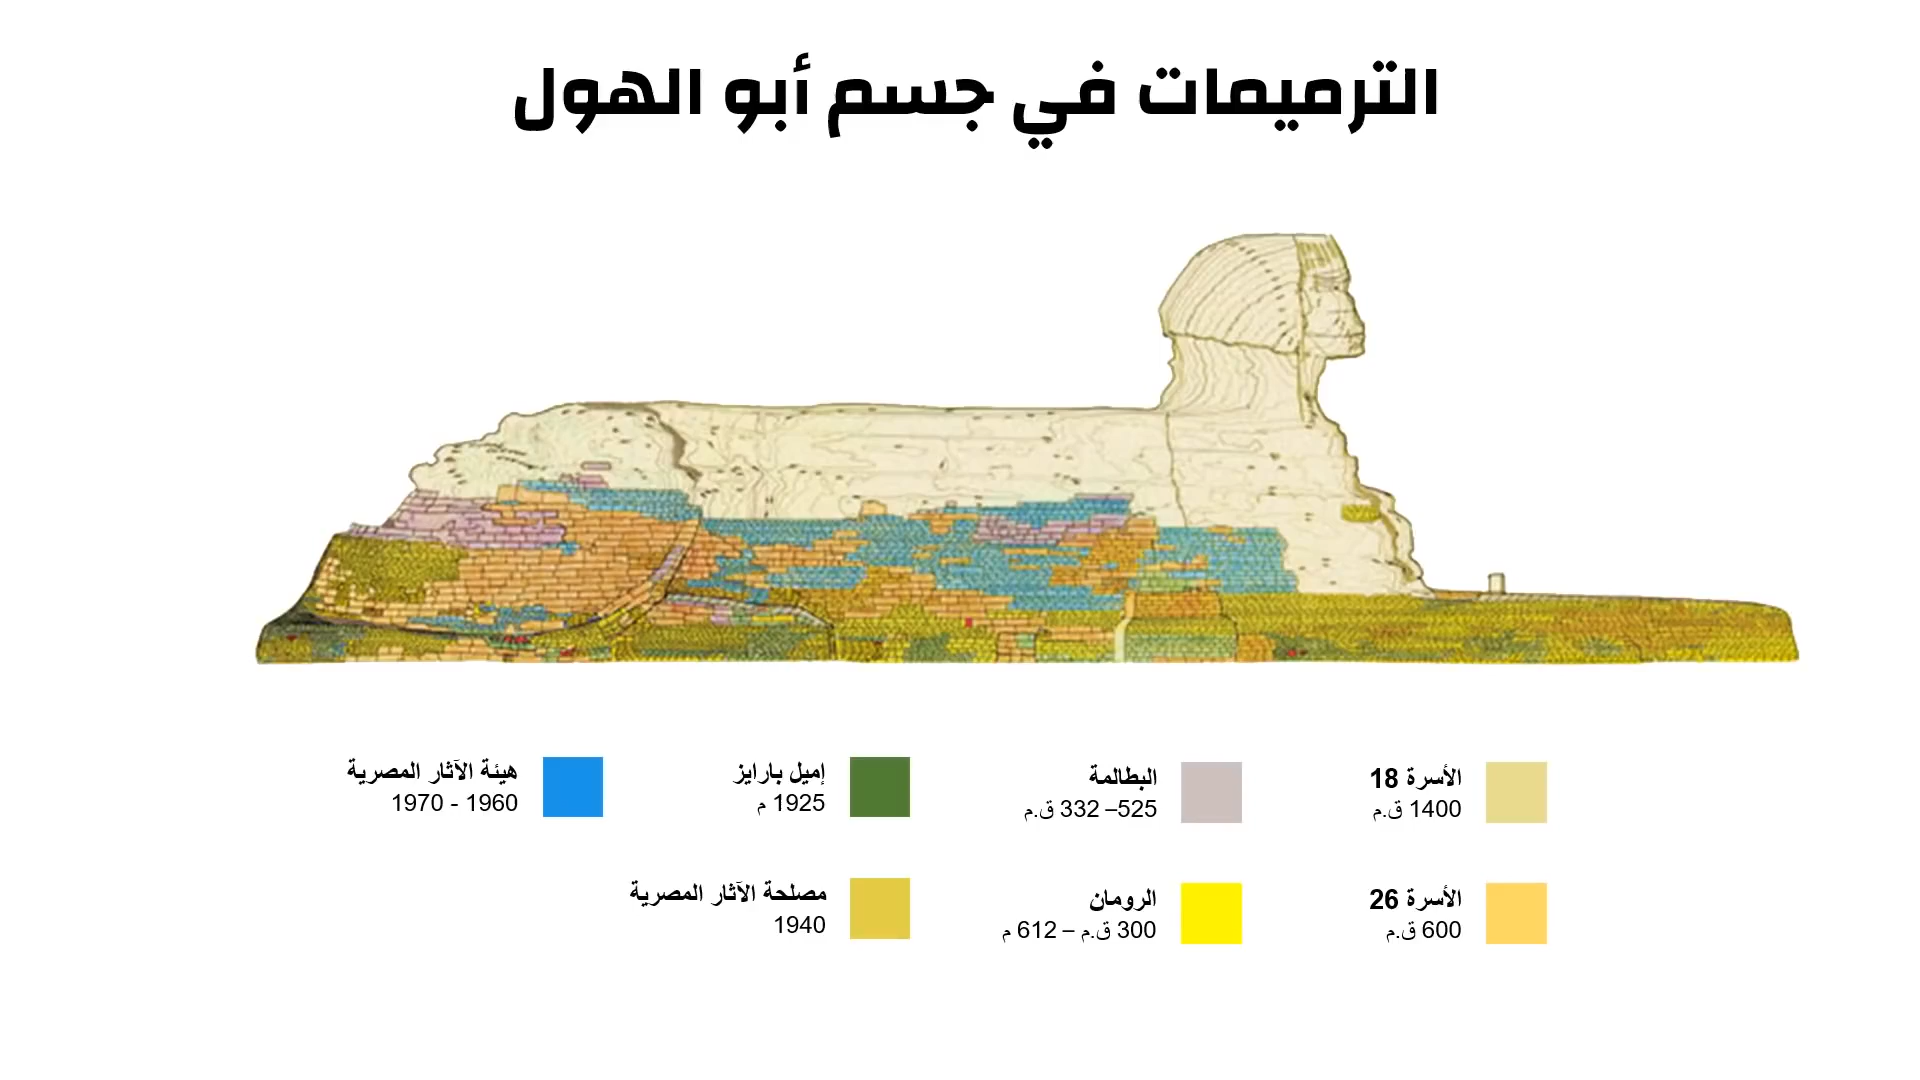 الترميمات في جسم أبو الهول
الأسرة 18
1400 ق.م
البطالمة
525– 332 ق.م
إميل بارايز
1925 م
هيئة الآثار المصرية
1960 - 1970
الأسرة 26
600 ق.م
الرومان
300 ق.م – 612 م
مصلحة الآثار المصرية
1940